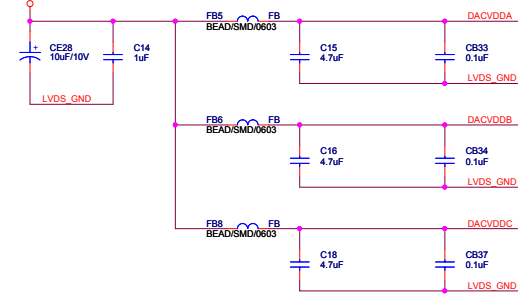 FB5 FB DACVDDA
BEAD/SMD/0603
+
CE28 C14 C15 CB33
10uF/10V 1uF 4.7uF 0.1uF
LVDS_GND
LVDS_GND
FB6 FB DACVDDB
BEAD/SMD/0603
C16 CB34
4.7uF 0.1uF
LVDS_GND
FB8 FB DACVDDC
BEAD/SMD/0603
C18 CB37
4.7uF 0.1uF
LVDS_GND